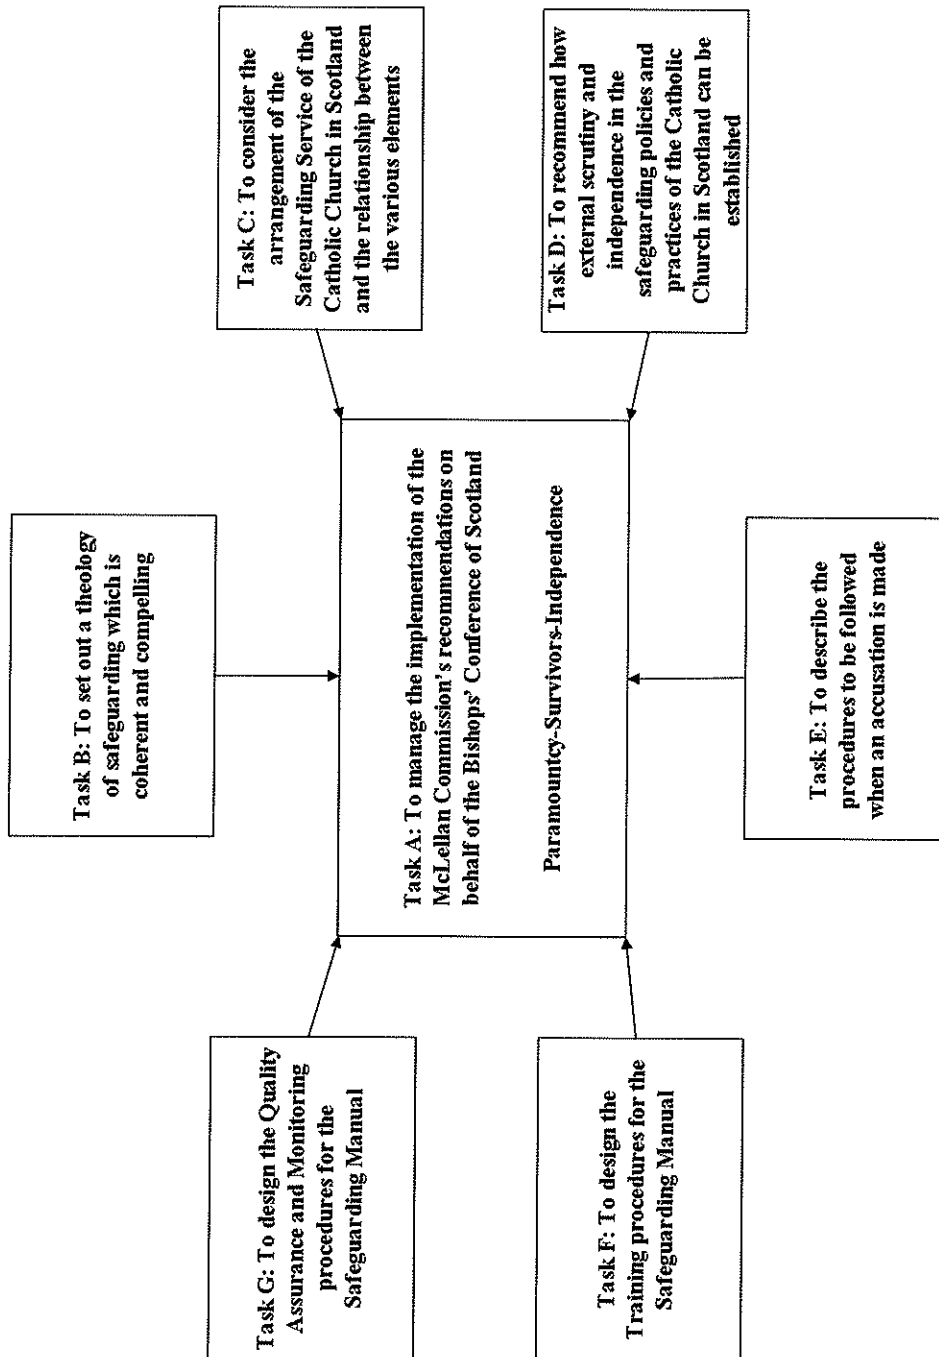 Task B: To set out a theology
of safeguarding which is
coherent and compelling
Task G: To design the Quality
Assurance and Monitoring
procedures for the
Safeguarding Manual
Task C: To consider the
arrangement of the
Safeguarding Service of the
Catholic Church in Scotland
and the relationship between
the various elements
Task A: To manage the implementation of the
McLellan Commission's recommendations on
behalf of the Bishops' Conference of Scotland
Paramountcy-Survivors-Independence
Task F: To design the
Training procedures for the
Safeguarding Manual
Task D: To recommend how
external scrutiny and
independence in the
safeguarding policies and
practices of the Catholic
Church in Scotland can be
established
Task E: To describe the
procedures to be followed
when an accusation is made